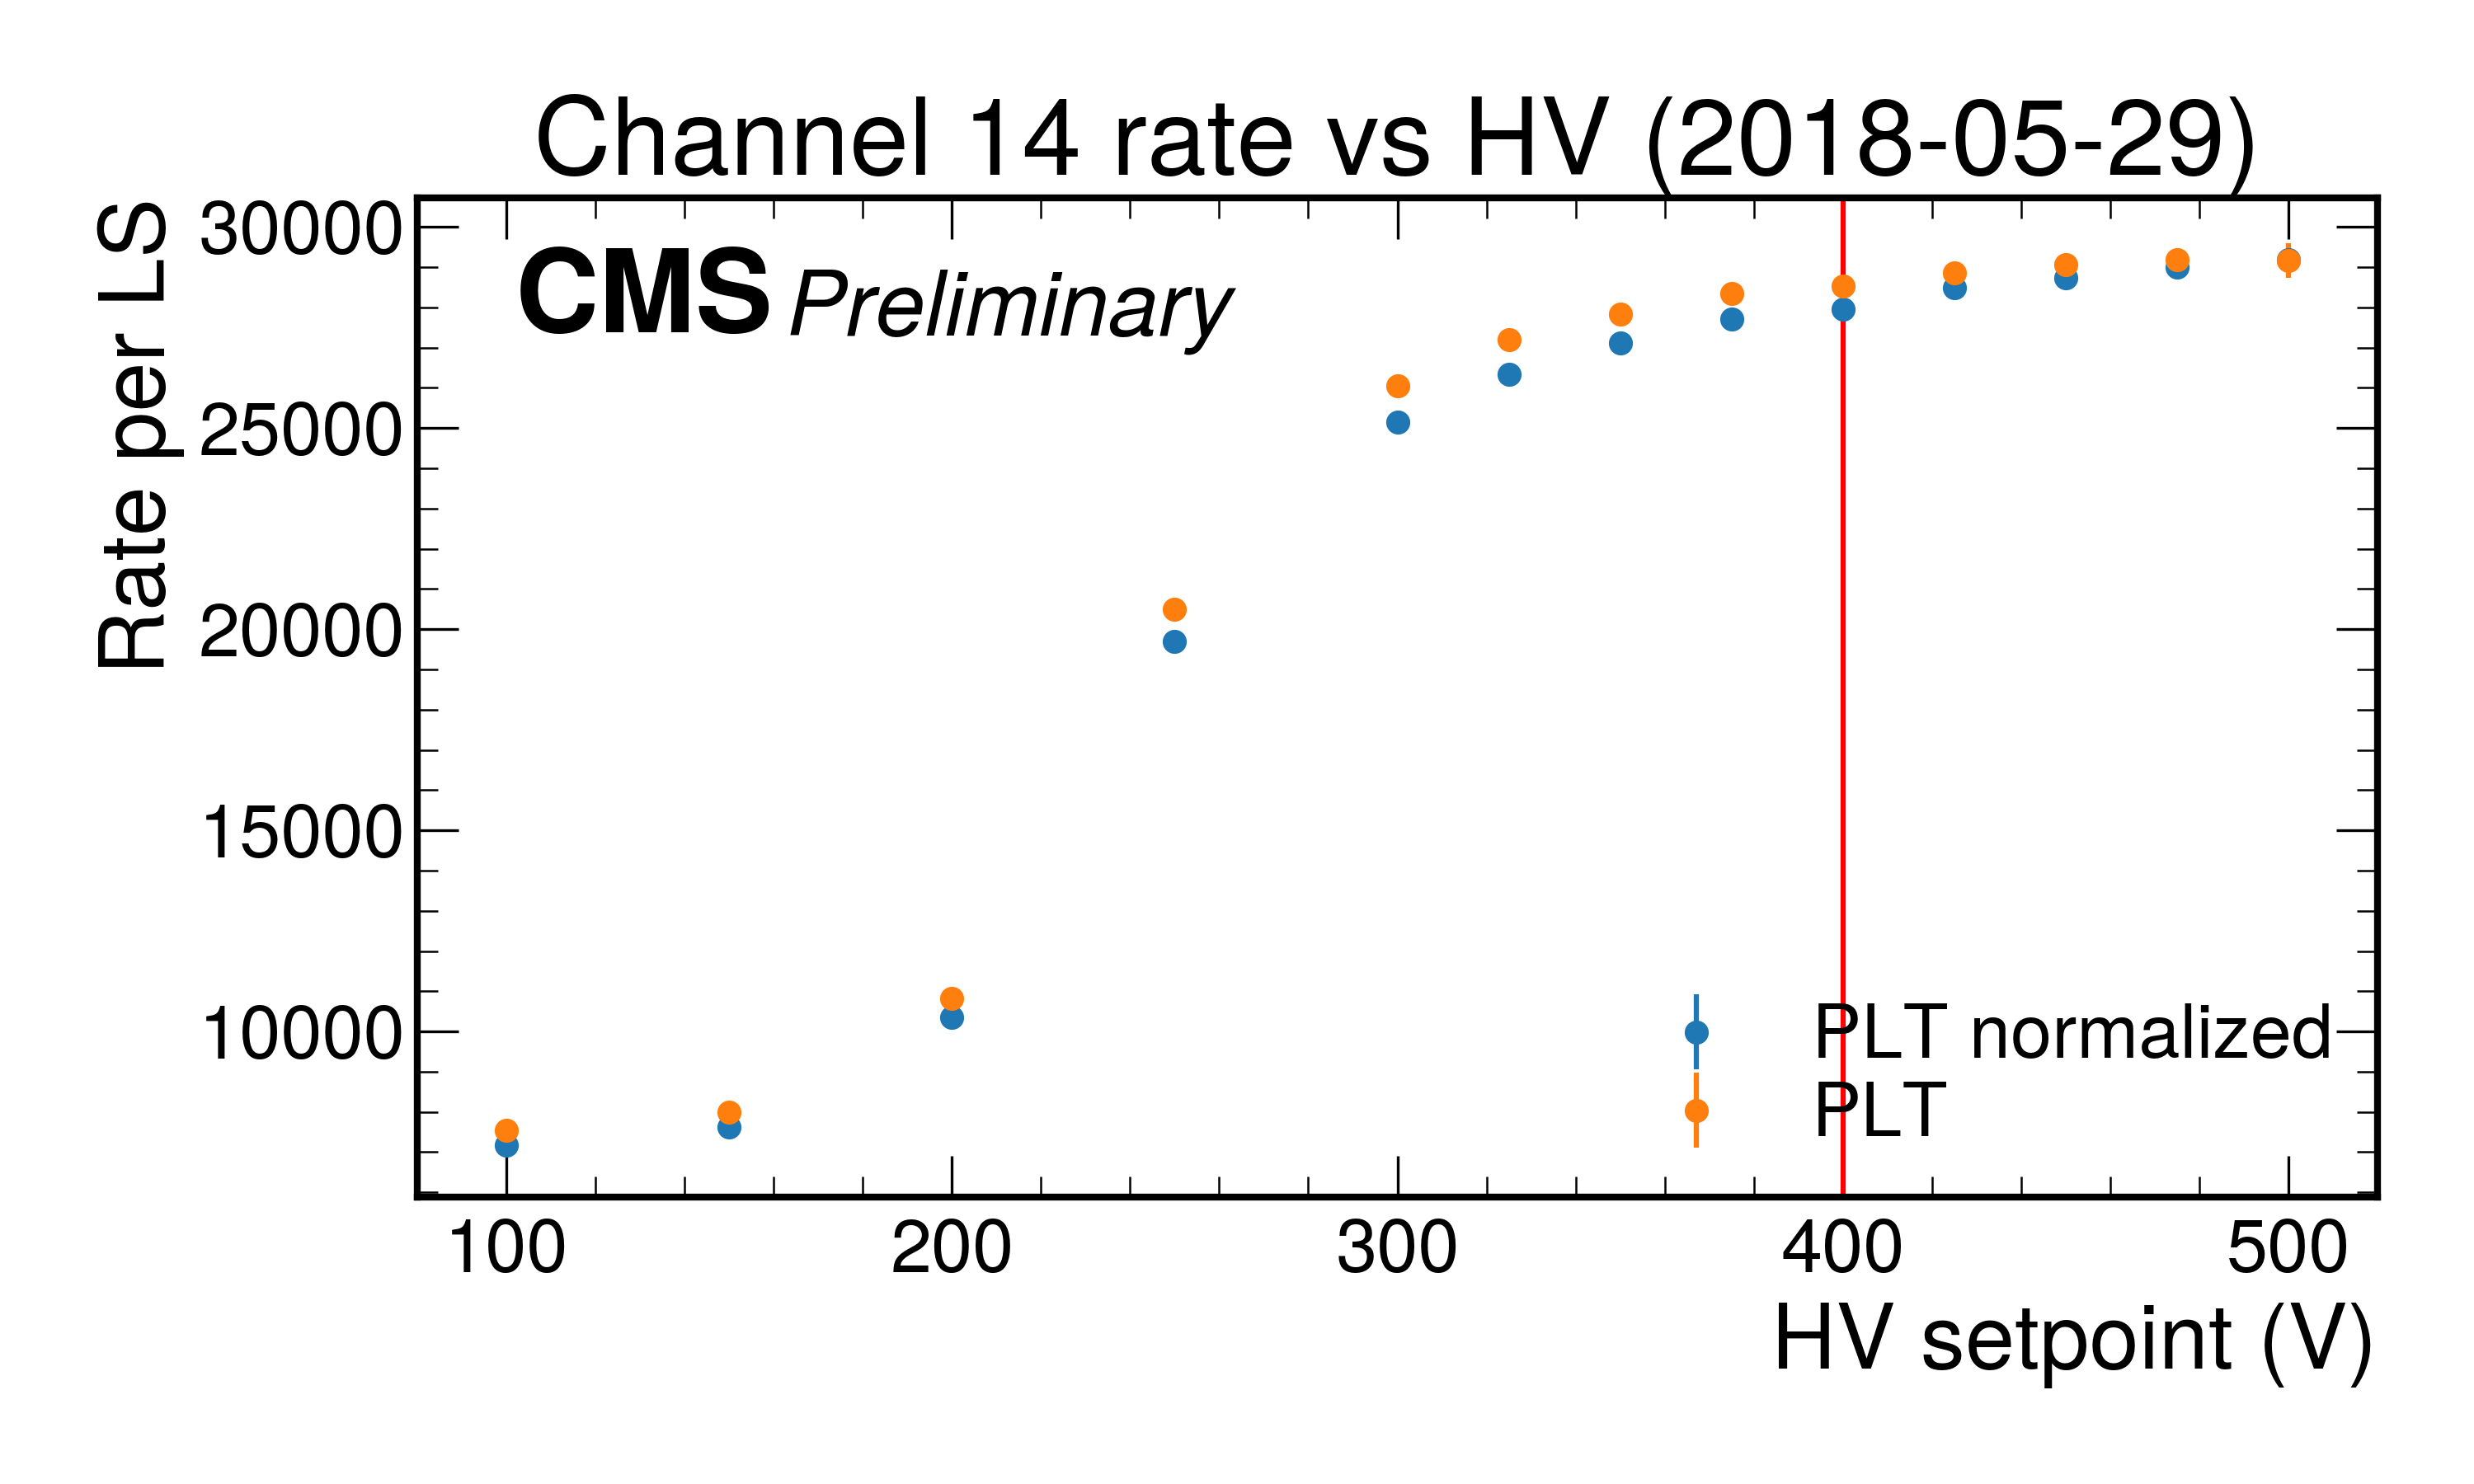 Channel 14 rate vs HV (2018-05-29)
CMS Preliminary
Rate per LS
30000
25000
20000
15000
10000
PLT normalized
PLT
100 200 300 400 500
HV setpoint (V)